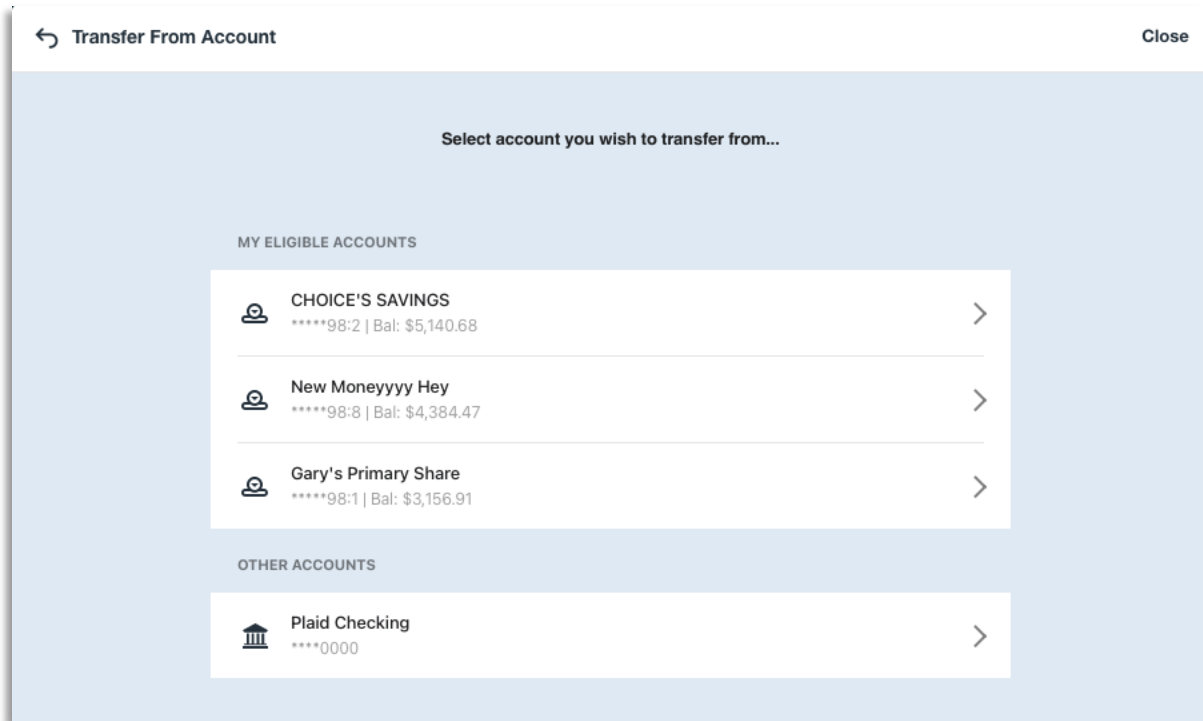 Transfer From Account
Close
Select account you wish to transfer from...
MY ELIGIBLE ACCOUNTS
CHOICE'S SAVINGS
*****98:2 | Bal: $5,140.68
New Moneyyyy Hey
*****98:8 | Bal: $4,384.47
Gary's Primary Share
*****98:1 | Bal: $3,156.91
OTHER ACCOUNTS
Plaid Checking
****0000